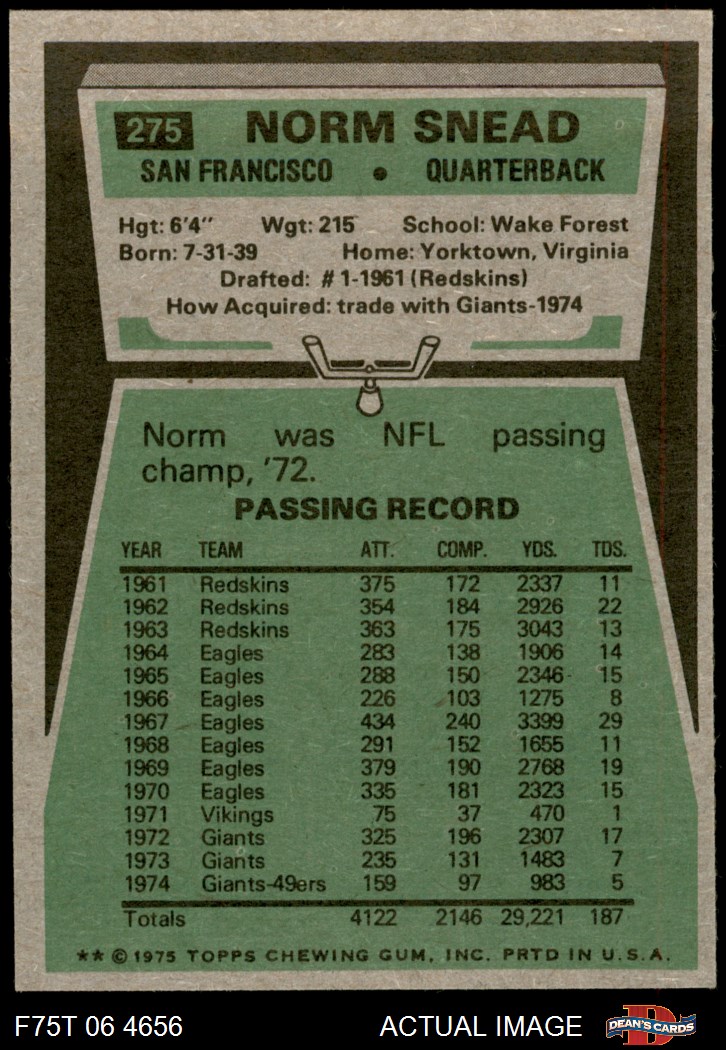 275 NORM SNEAD
SAN FRANCISCO • QUARTERBACK
Hgt: 6'4" Wgt: 215 School: Wake Forest
Born: 7-31-39 Home: Yorktown, Virginia
Drafted: #1-1961 (Redskins)
How Acquired: trade with Giants-1974
Norm was NFL passing
champ, '72.
PASSING RECORD
YEAR TEAM ATT. COMP. YDS. TDS.
1961 Redskins 375 172 2337 11
1962 Redskins 354 184 2926 22
1963 Redskins 363 175 3043 13
1964 Eagles 283 138 1906 14
1965 Eagles 288 150 2346 15
1966 Eagles 226 103 1275 8
1967 Eagles 434 240 3399 29
1968 Eagles 291 152 1655 11
1969 Eagles 379 190 2768 19
1970 Eagles 335 181 2323 15
1971 Vikings 75 37 470 1
1972 Giants 325 196 2307 17
1973 Giants 235 131 1483 7
1974 Giants-49ers 159 97 983 5
Totals 4122 2146 29,221 187
** © 1975 TOPPS CHEWING GUM, INC. PRTD IN U.S.A.
F75T 06 4656 ACTUAL IMAGE D DEAN'S CARDS